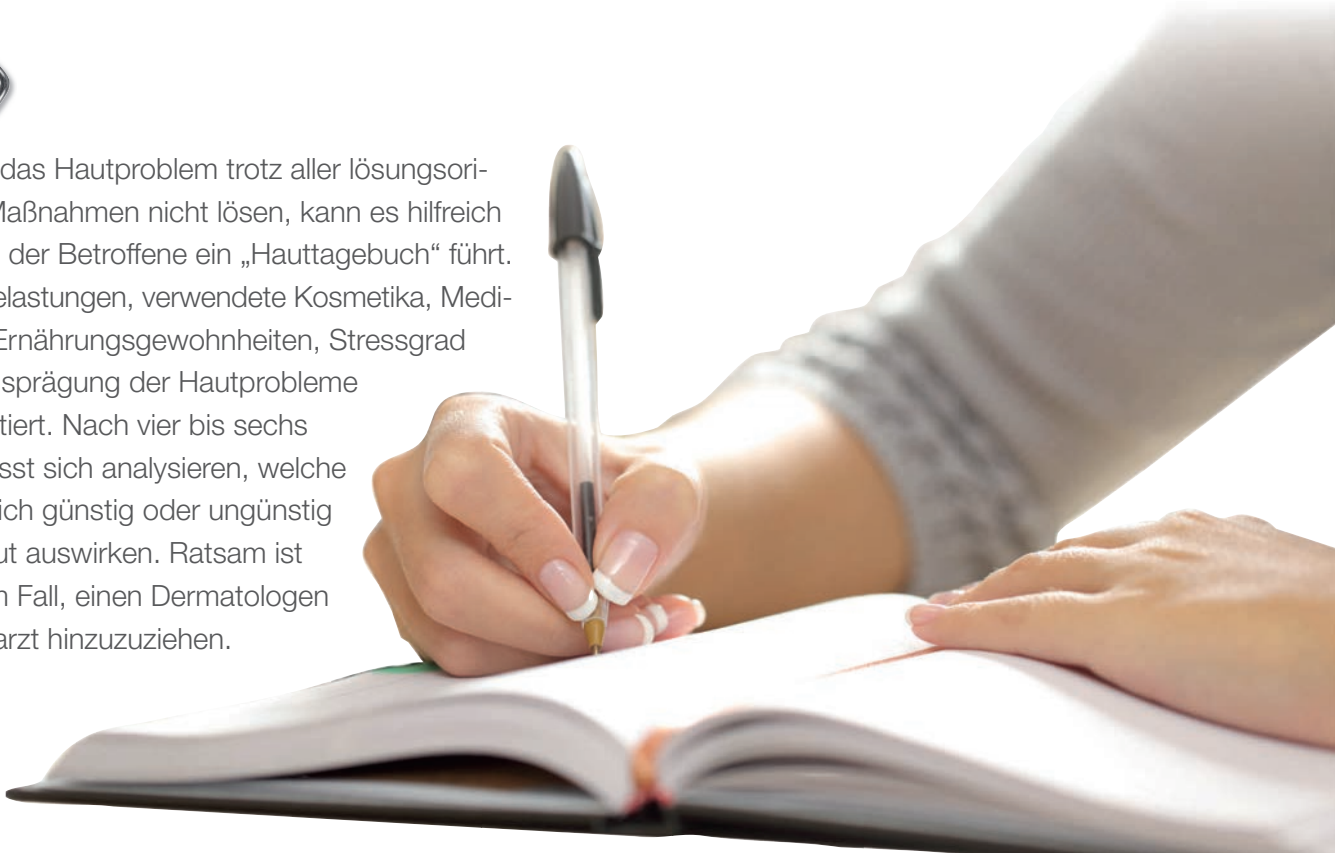 das Hautproblem trotz aller lösungsori-
Maßnahmen nicht lösen, kann es hilfreich
der Betroffene ein „Hauttagebuch“ führt.
elastungen, verwendete Kosmetika, Medi-
Ernährungsgewohnheiten, Stressgrad
sprägung der Hautprobleme
tiert. Nach vier bis sechs
sst sich analysieren, welche
ich günstig oder ungünstig
ut auswirken. Ratsam ist
Fall, einen Dermatologen
arzt hinzuzuziehen.